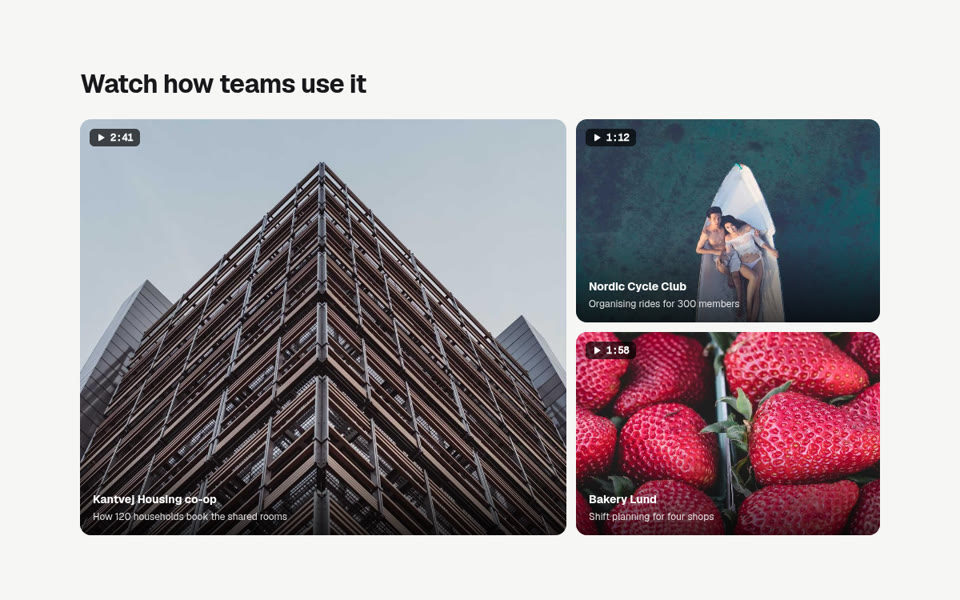 Watch how teams use it
2:41
Kantvej Housing co-op
How 120 households book the shared rooms
1:12
Nordic Cycle Club
Organising rides for 300 members
1:58
Bakery Lund
Shift planning for four shops